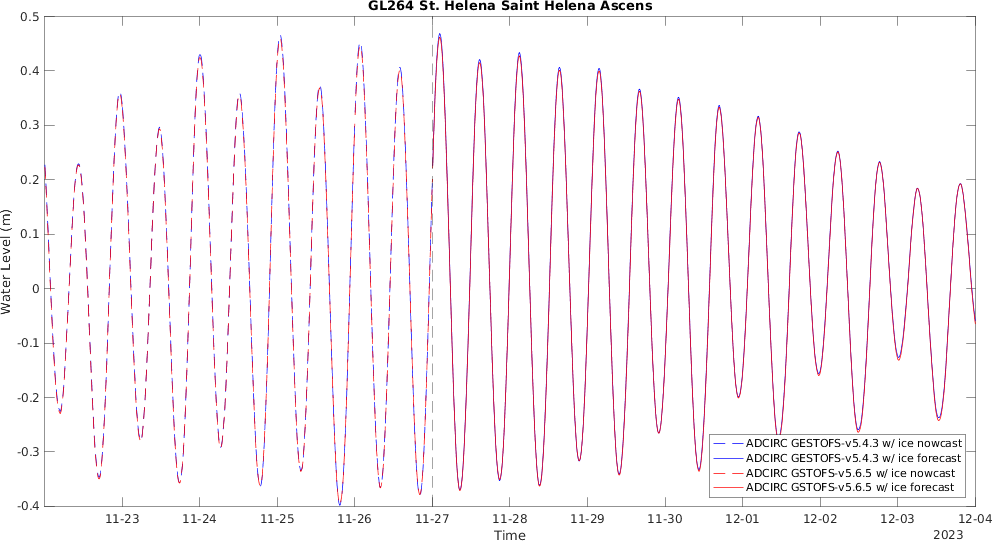 GL264 St. Helena Saint Helena Ascens
0.5
0.4
0.3
0.2
0.1
0
-0.1
-0.2
-0.3
-0.4
Water Level (m)
11-23 11-24 11-25 11-26 11-27 11-28 11-29 11-30 12-01 12-02 12-03 12-04
Time
2023
ADCIRC GESTOFS-v5.4.3 w/ ice nowcast
ADCIRC GESTOFS-v5.4.3 w/ ice forecast
ADCIRC GSTOFS-v5.6.5 w/ ice nowcast
ADCIRC GSTOFS-v5.6.5 w/ ice forecast